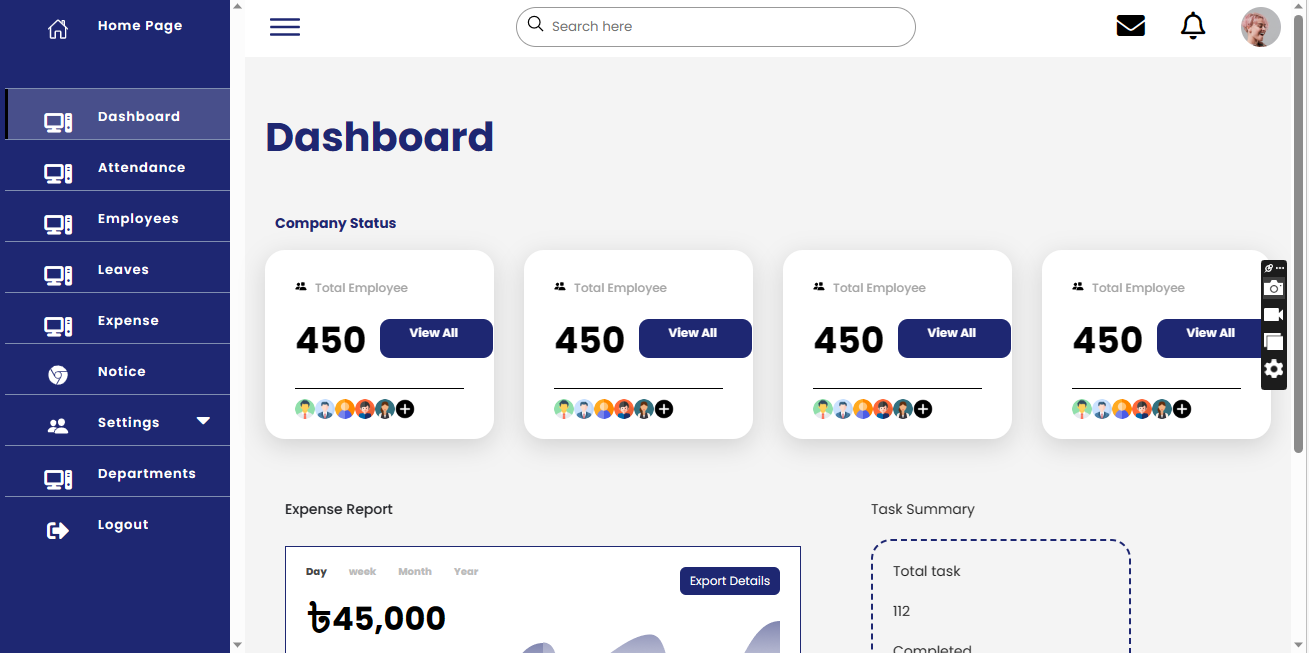 Home Page
Dashboard
Attendance
Employees
Leaves
Expense
Notice
Settings
Departments
Logout
Search here
Dashboard
Company Status
Total Employee
450 View All
Total Employee
450 View All
Total Employee
450 View All
Total Employee
450 View All
Expense Report
Day week Month Year
Export Details
৳45,000
Task Summary
Total task
112
Completed